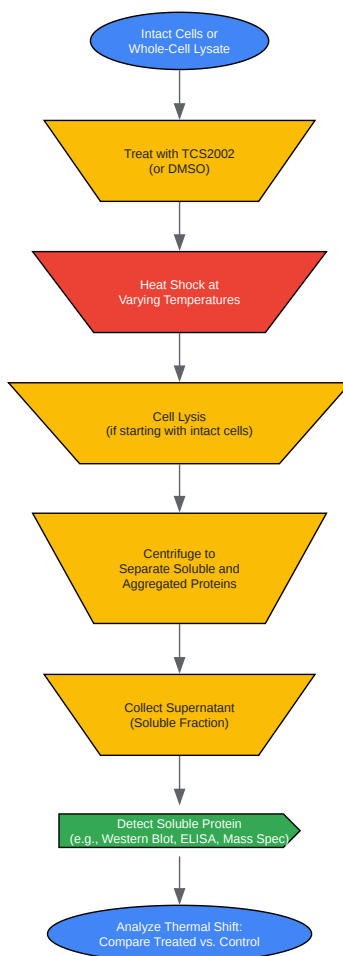 Intact Cells or
Whole-Cell Lysate
Treat with TCS2002
(or DMSO)
Heat Shock at
Varying Temperatures
Cell Lysis
(if starting with intact cells)
Centrifuge to
Separate Soluble and
Aggregated Proteins
Collect Supernatant
(Soluble Fraction)
Detect Soluble Protein
(e.g., Western Blot, ELISA, Mass Spec)
Analyze Thermal Shift:
Compare Treated vs. Control